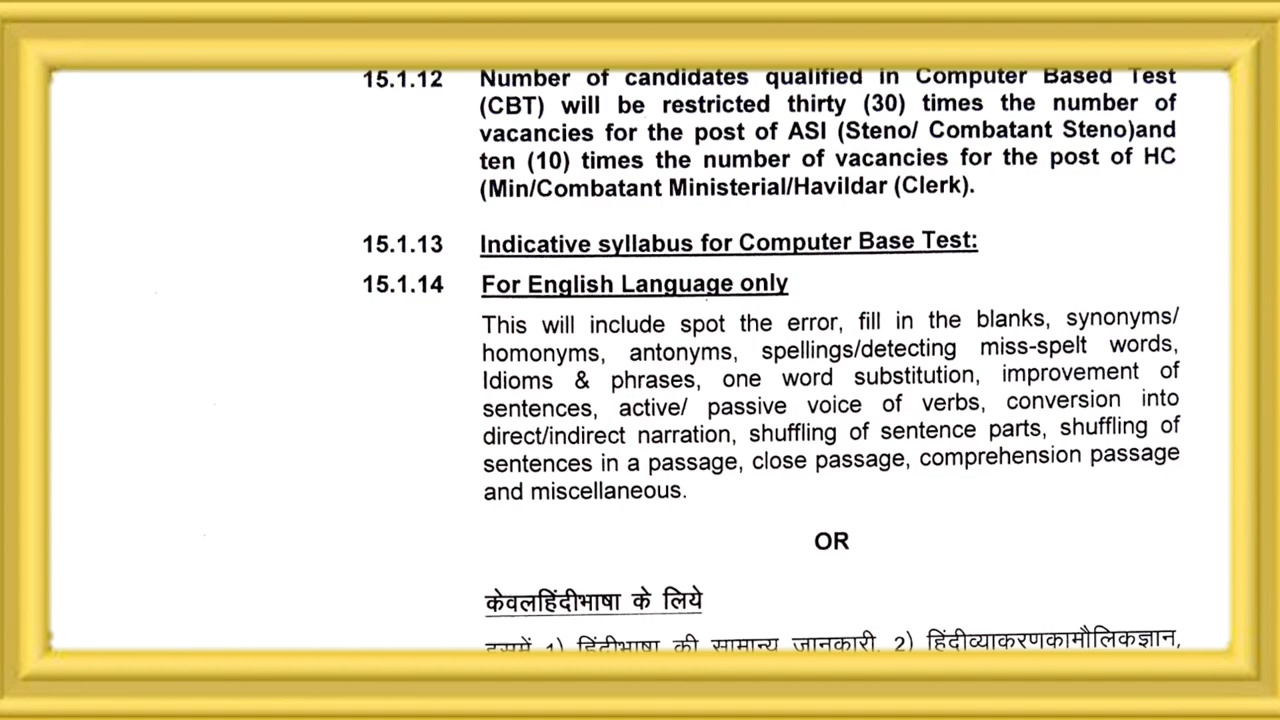 15.1.12 Number of candidates qualified in Computer Based Test
(CBT) will be restricted thirty (30) times the number of
vacancies for the post of ASI (Steno/ Combatant Steno)and
ten (10) times the number of vacancies for the post of HC
(Min/Combatant Ministerial/Havildar (Clerk).
15.1.13 Indicative syllabus for Computer Base Test:
15.1.14 For English Language only
This will include spot the error, fill in the blanks, synonyms/
homonyms, antonyms, spellings/detecting miss-spelt words,
Idioms & phrases, one word substitution, improvement of
sentences, active/ passive voice of verbs, conversion into
direct/indirect narration, shuffling of sentence parts, shuffling of
sentences in a passage, close passage, comprehension passage
and miscellaneous.
OR
केवलहिंदीभाषा के लिये
इसमें 1) हिंदीभाषा की सामान्य जानकारी, 2) हिंदीव्याकरणकामौलिकज्ञान,